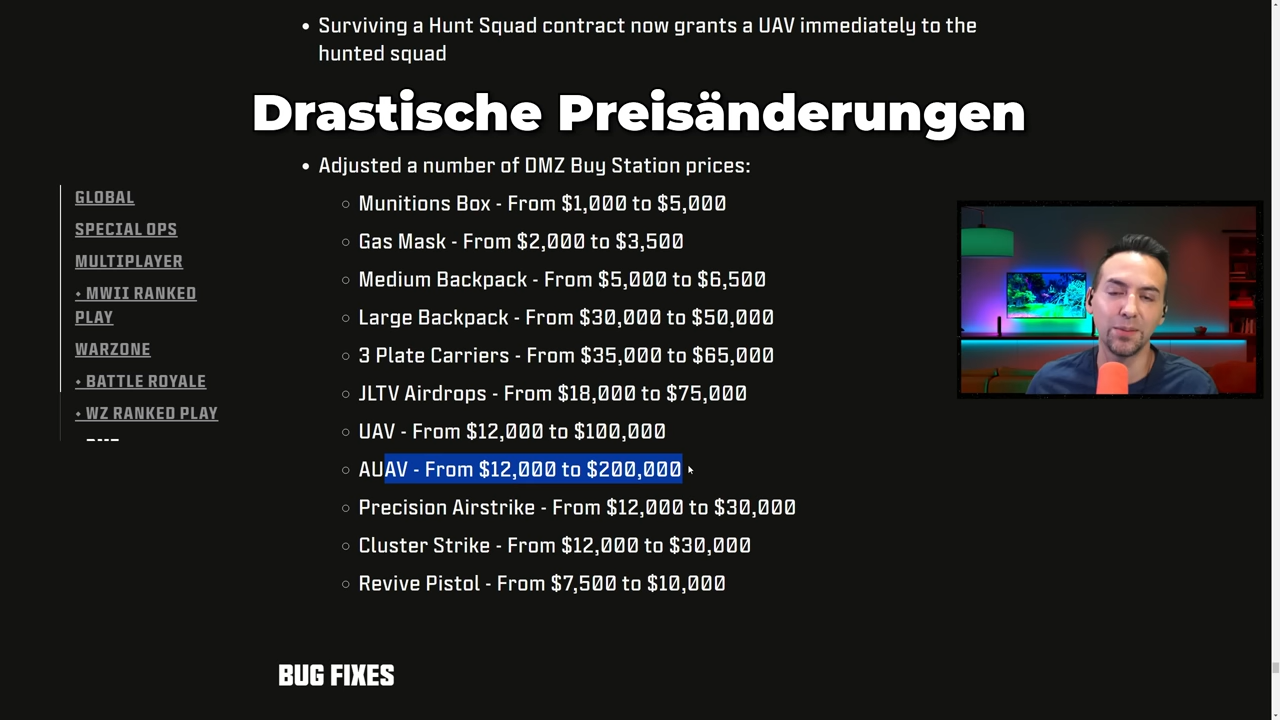 Surviving a Hunt Squad contract now grants a UAV immediately to the
hunted squad
Drastische Preisänderungen
Adjusted a number of DMZ Buy Station prices:
Munitions Box - From $1,000 to $5,000
Gas Mask - From $2,000 to $3,500
Medium Backpack - From $5,000 to $6,500
Large Backpack - From $30,000 to $50,000
3 Plate Carriers - From $35,000 to $65,000
JLTV Airdrops - From $18,000 to $75,000
UAV - From $12,000 to $100,000
AUAV - From $12,000 to $200,000
Precision Airstrike - From $12,000 to $30,000
Cluster Strike - From $12,000 to $30,000
Revive Pistol - From $7,500 to $10,000
BUG FIXES
GLOBAL
SPECIAL OPS
MULTIPLAYER
• MWII RANKED
PLAY
WARZONE
• BATTLE ROYALE
• WZ RANKED PLAY